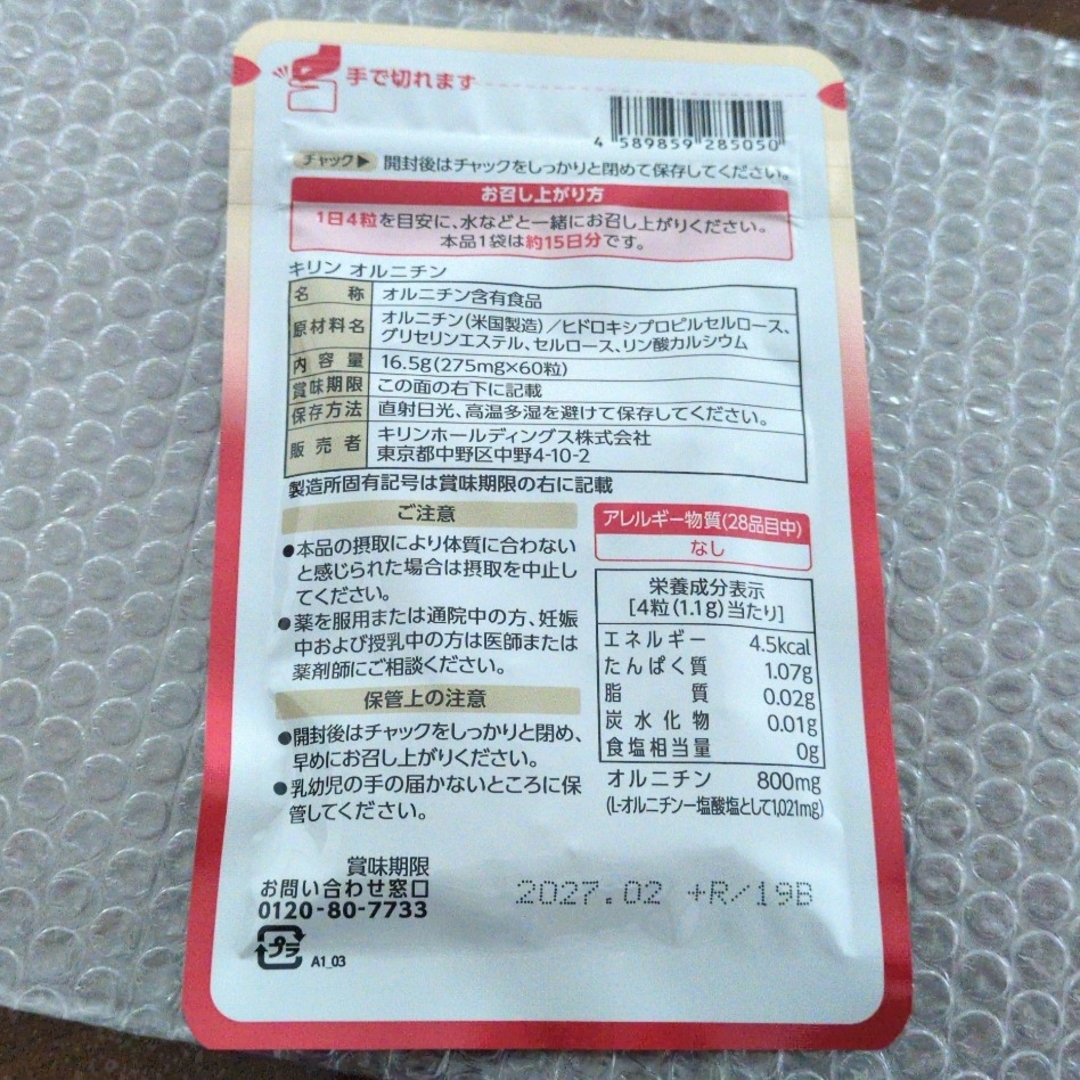 手で切れます
4 589859 285050
チャック▶ 開封後はチャックをしっかりと閉めて保存してください。
お召し上がり方
1日4粒を目安に、水などと一緒にお召し上がりください。
本品1袋は約15日分です。
キリン オルニチン
名称 オルニチン含有食品
原材料名 オルニチン(米国製造)/ヒドロキシプロピルセルロース、
グリセリンエステル、セルロース、リン酸カルシウム
内容量 16.5g(275mg×60粒)
賞味期限 この面の右下に記載
保存方法 直射日光、高温多湿を避けて保存してください。
販売者 キリンホールディングス株式会社
東京都中野区中野4-10-2
製造所固有記号は賞味期限の右に記載
ご注意
●本品の摂取により体質に合わない
と感じられた場合は摂取を中止し
てください。
●薬を服用または通院中の方、妊娠
中および授乳中の方は医師または
薬剤師にご相談ください。
保管上の注意
●開封後はチャックをしっかりと閉め、
早めにお召し上がりください。
●乳幼児の手の届かないところに保
管してください。
アレルギー物質(28品目中)
なし
栄養成分表示
[4粒(1.1g)当たり]
エネルギー 4.5kcal
たんぱく質 1.07g
脂質 0.02g
炭水化物 0.01g
食塩相当量 0g
オルニチン 800mg
(L-オルニチン一塩酸塩として1,021mg)
賞味期限
お問い合わせ窓口
0120-80-7733
2027.02 +R/19B
プラ
A1_03